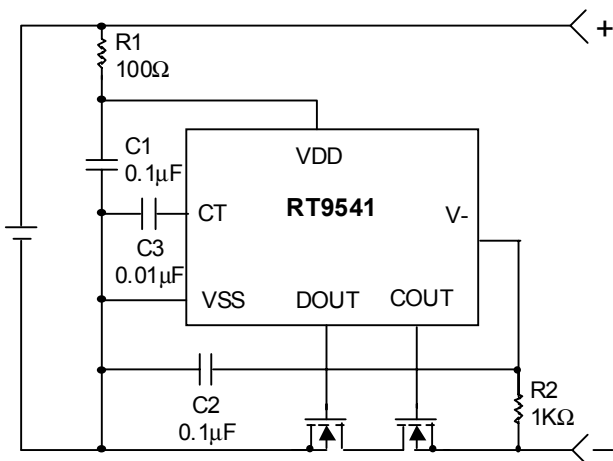 +
R1
100Ω
C1
0.1µF
VDD
RT9541
V-
CT
C3
0.01µF
VSS
DOUT
COUT
C2
0.1µF
R2
1KΩ
—